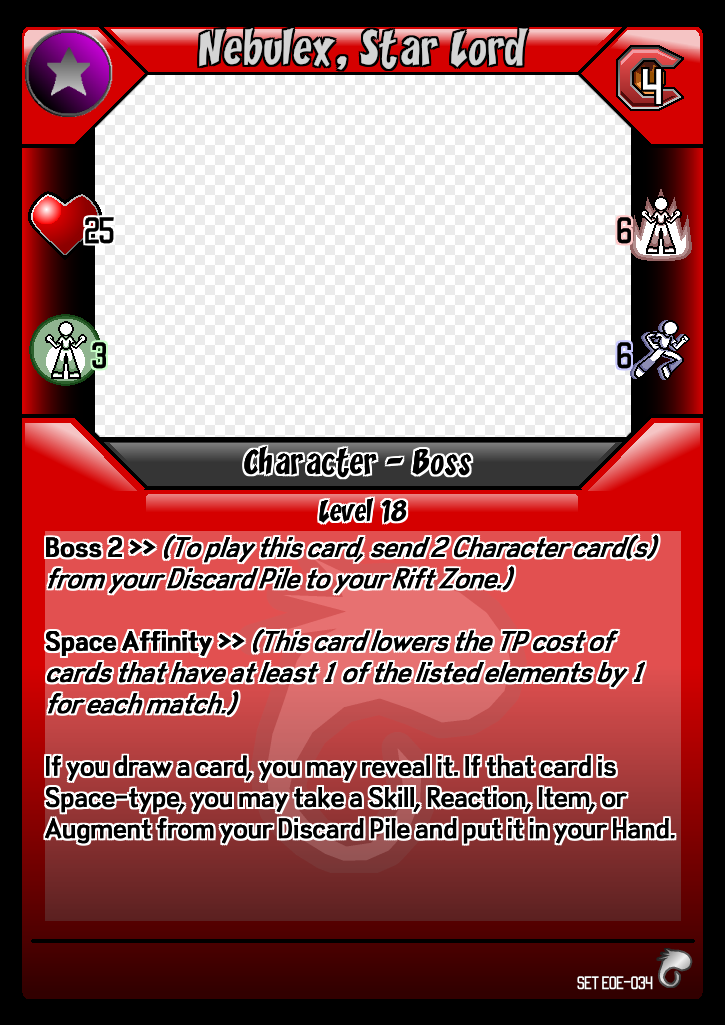 Nebulex, Star Lord
4
25
6
3
6
Character - Boss
Level 18
Boss 2 >> (To play this card, send 2 Character card(s)
from your Discard Pile to your Rift Zone.)
Space Affinity >> (This card lowers the TP cost of
cards that have at least 1 of the listed elements by 1
for each match.)
If you draw a card, you may reveal it. If that card is
Space-type, you may take a Skill, Reaction, Item, or
Augment from your Discard Pile and put it in your Hand.
SET EOE-034